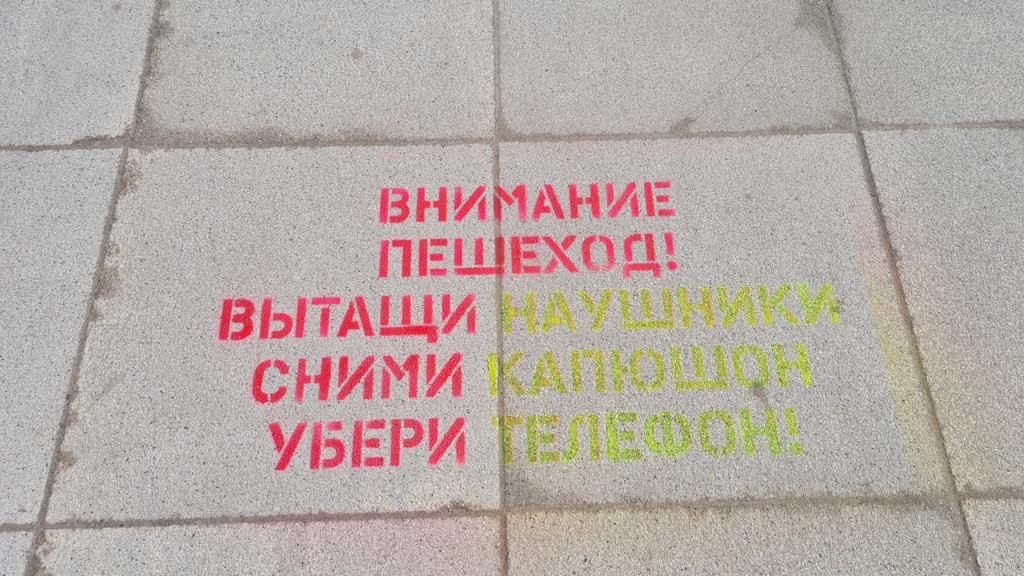 ВНИМАНИЕ
ПЕШЕХОД!
ВЫТАЩИ НАУШНИКИ
СНИМИ КАПЮШОН
УБЕРИ ТЕЛЕФОН!